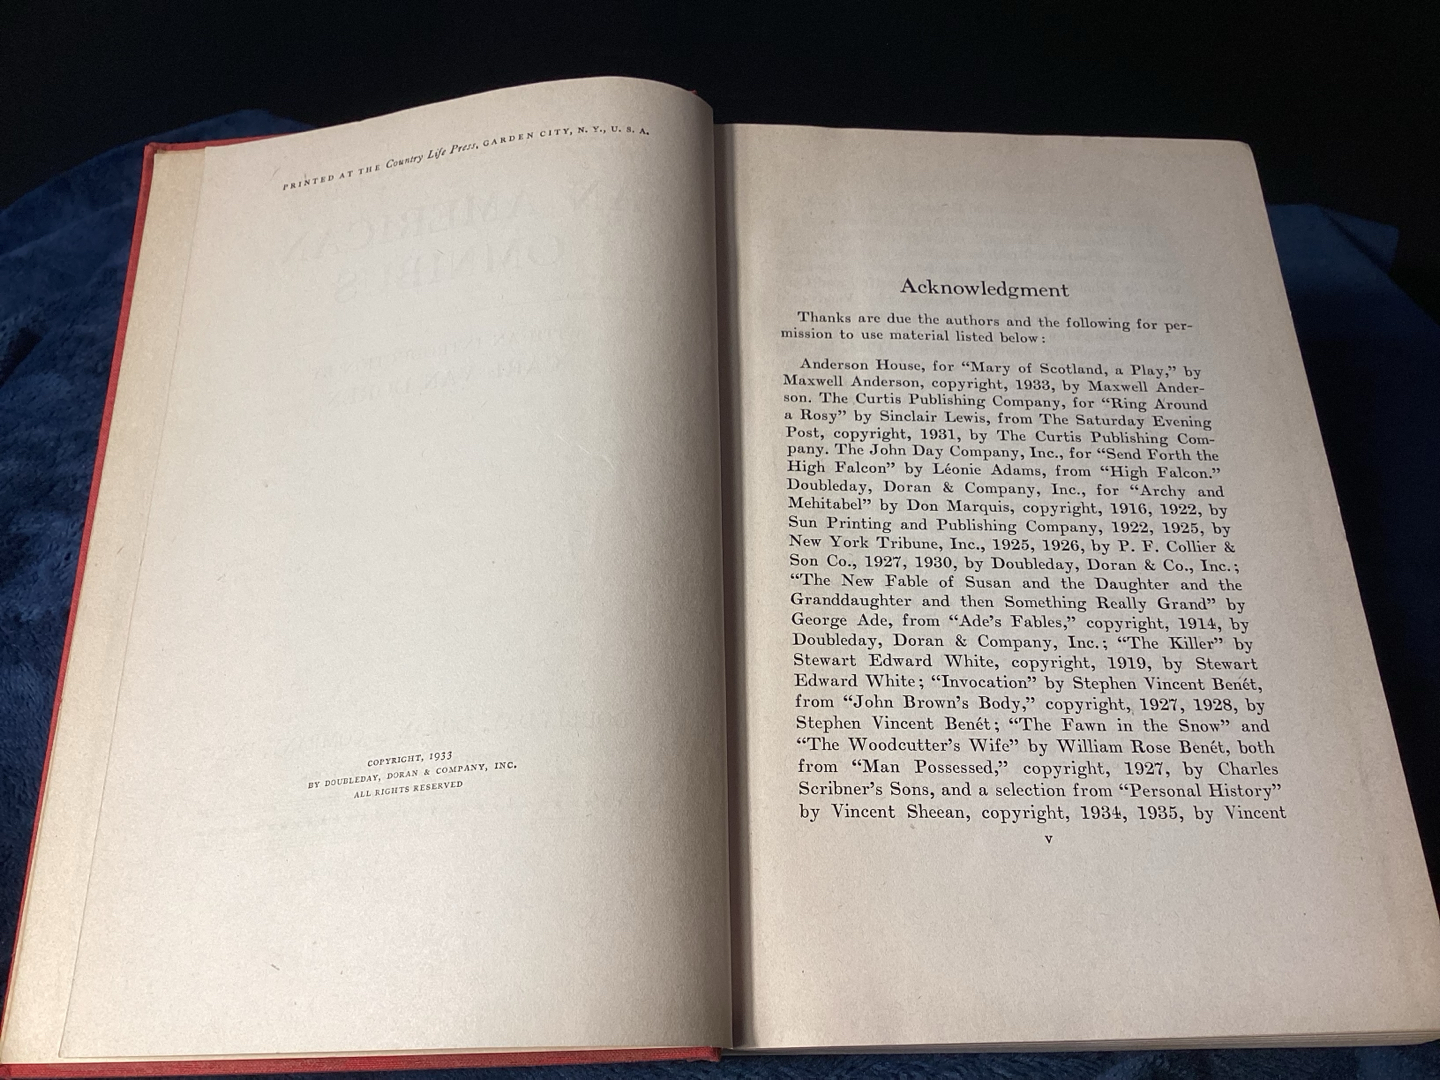 PRINTED AT THE Country Life Press, GARDEN CITY, N. Y., U. S. A.
COPYRIGHT, 1933
BY DOUBLEDAY, DORAN & COMPANY, INC.
ALL RIGHTS RESERVED
Acknowledgment
Thanks are due the authors and the following for per-
mission to use material listed below:
Anderson House, for “Mary of Scotland, a Play,” by
Maxwell Anderson, copyright, 1933, by Maxwell Ander-
son. The Curtis Publishing Company, for “Ring Around
a Rosy” by Sinclair Lewis, from The Saturday Evening
Post, copyright, 1931, by The Curtis Publishing Com-
pany. The John Day Company, Inc., for “Send Forth the
High Falcon” by Léonie Adams, from “High Falcon.”
Doubleday, Doran & Company, Inc., for “Archy and
Mehitabel” by Don Marquis, copyright, 1916, 1922, by
Sun Printing and Publishing Company, 1922, 1925, by
New York Tribune, Inc., 1925, 1926, by P. F. Collier &
Son Co., 1927, 1930, by Doubleday, Doran & Co., Inc.;
“The New Fable of Susan and the Daughter and the
Granddaughter and then Something Really Grand” by
George Ade, from “Ade’s Fables,” copyright, 1914, by
Doubleday, Doran & Company, Inc.; “The Killer” by
Stewart Edward White, copyright, 1919, by Stewart
Edward White; “Invocation” by Stephen Vincent Benét,
from “John Brown’s Body,” copyright, 1927, 1928, by
Stephen Vincent Benét; “The Fawn in the Snow” and
“The Woodcutter’s Wife” by William Rose Benét, both
from “Man Possessed,” copyright, 1927, by Charles
Scribner’s Sons, and a selection from “Personal History”
by Vincent Sheean, copyright, 1934, 1935, by Vincent
v